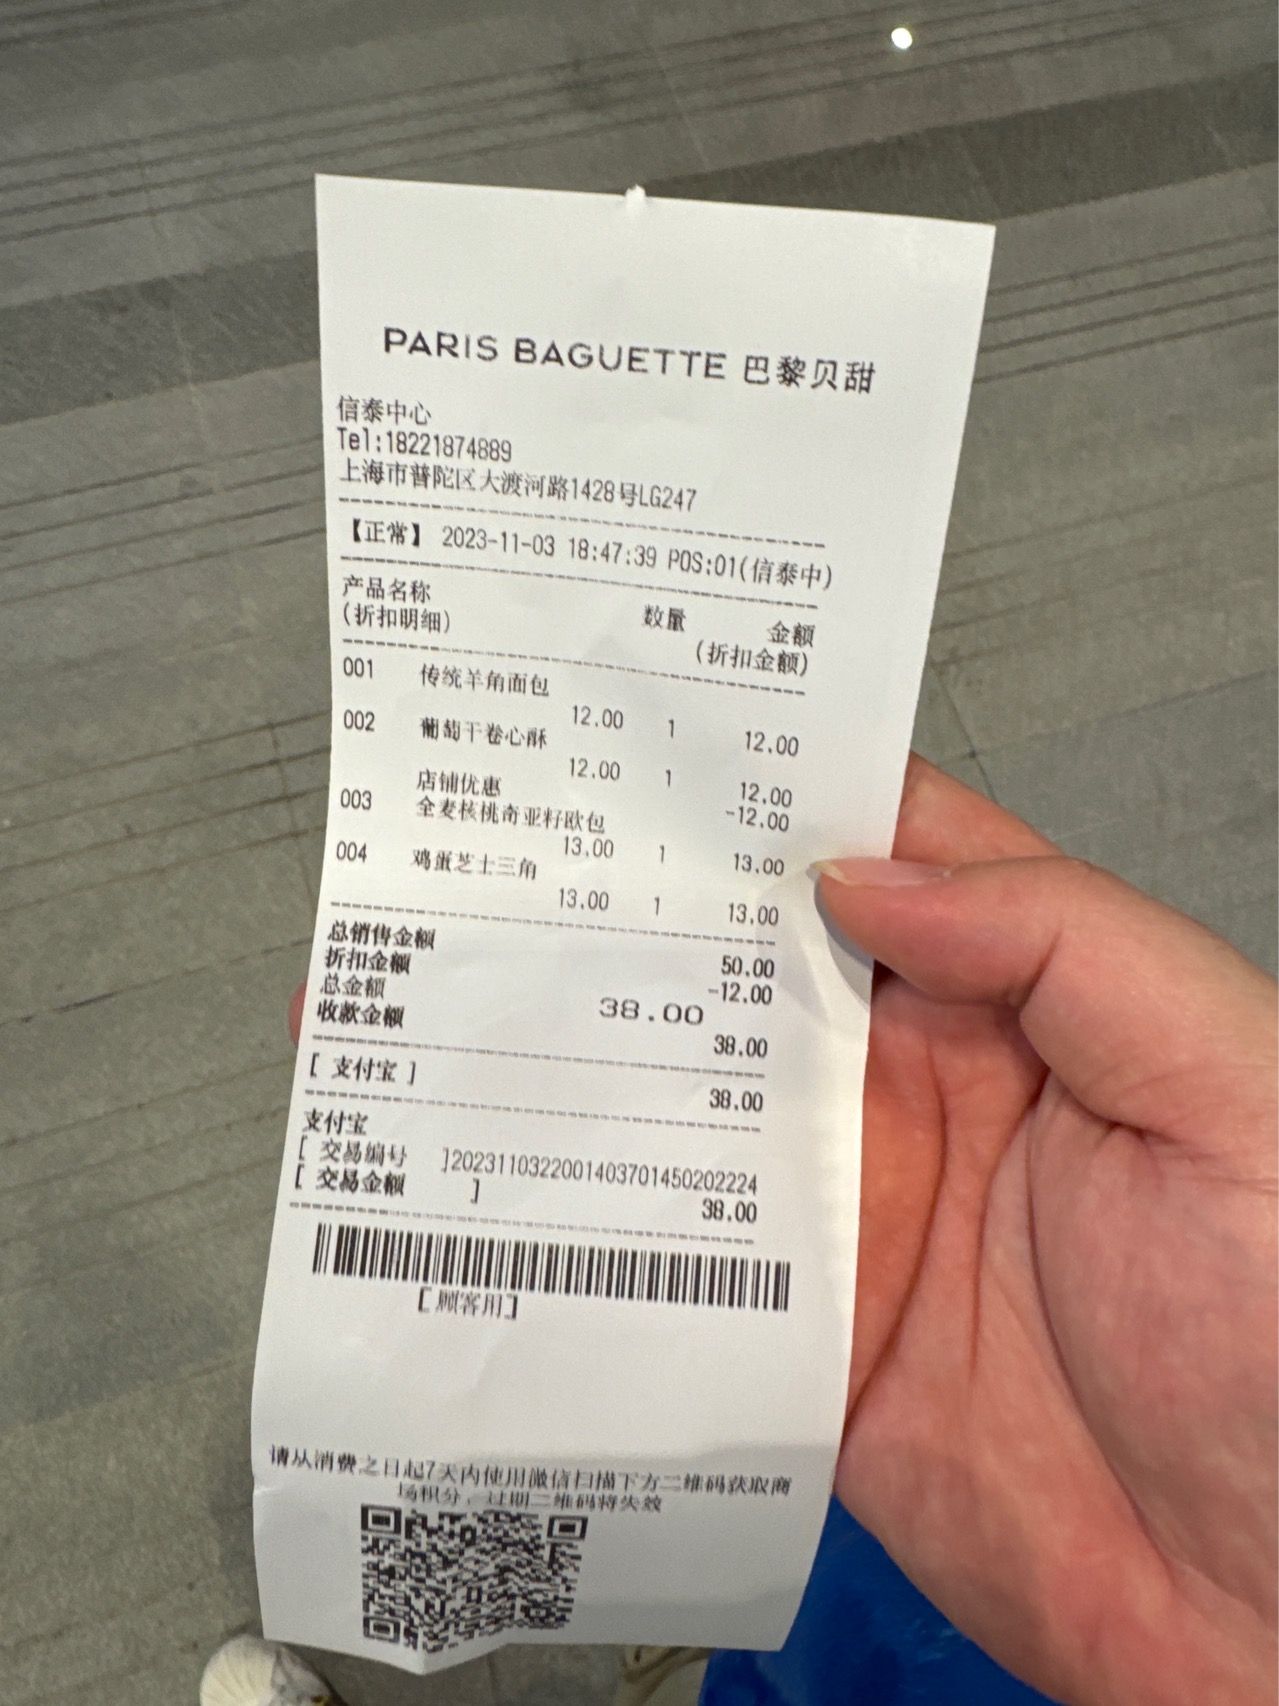 PARIS BAGUETTE 巴黎贝甜
信泰中心
Tel:18221874889
上海市普陀区大渡河路1428号LG247
【正常】 2023-11-03 18:47:39 POS:01(信泰中)
产品名称 数量 金额
(折扣明细) (折扣金额)
001 传统羊角面包
12.00 1 12.00
002 葡萄干卷心酥
12.00 1 12.00
店铺优惠 -12.00
003 全麦核桃奇亚籽欧包
13.00 1 13.00
004 鸡蛋芝士三角
13.00 1 13.00
总销售金额 50.00
折扣金额 -12.00
总金额 38.00
收款金额 38.00
[ 支付宝 ] 38.00
支付宝
[ 交易编号 ]2023110322001403701450202224
[ 交易金额 ] 38.00
[顾客用]
请从消费之日起7天内使用微信扫描下方二维码获取商
场积分，过期二维码将失效